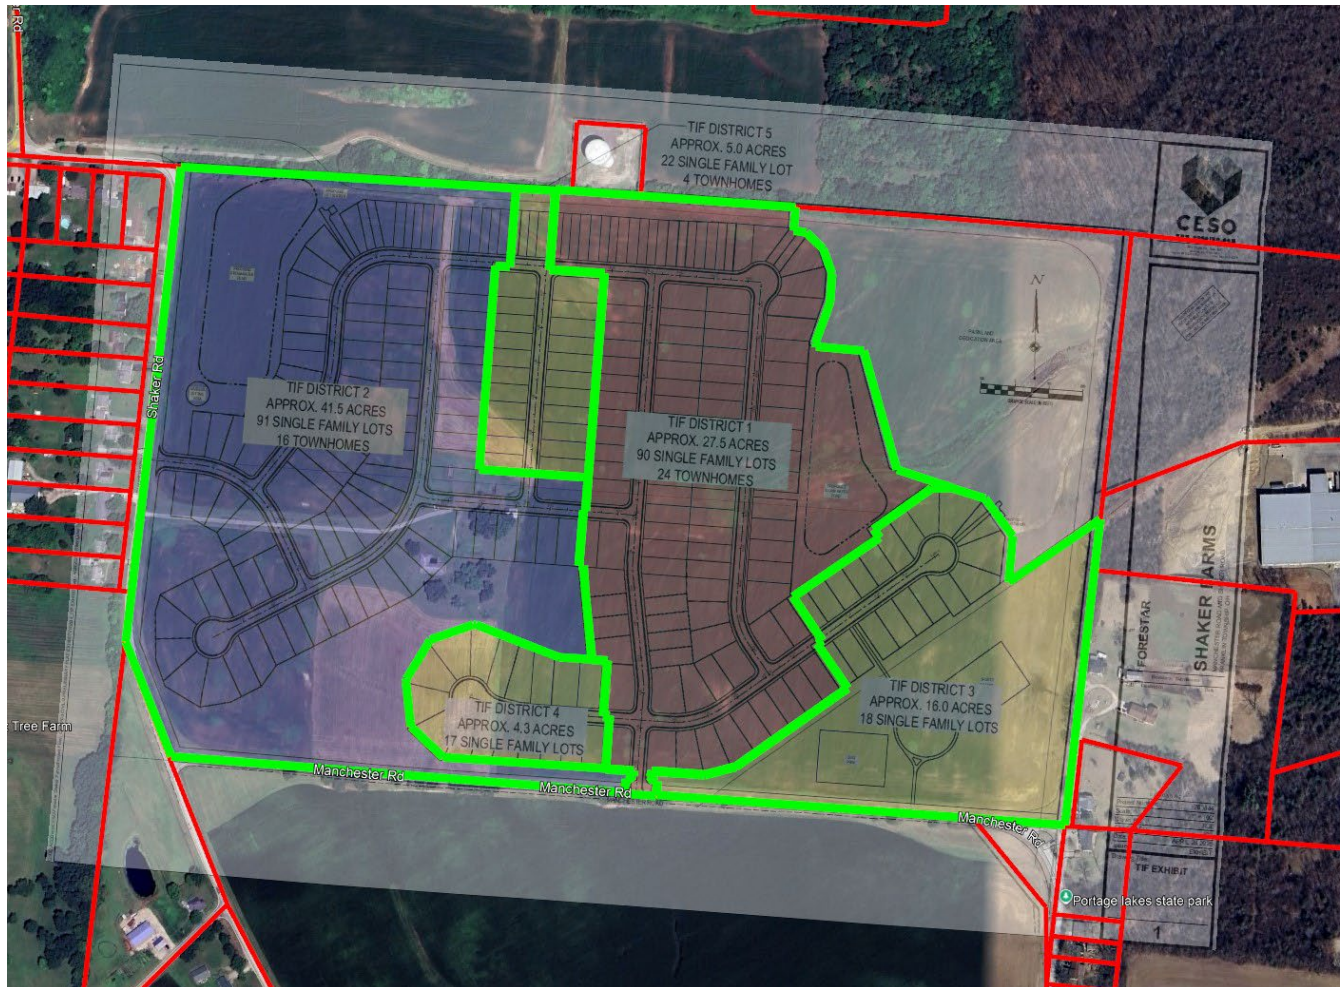 TIF DISTRICT 5
APPROX. 5.0 ACRES
22 SINGLE FAMILY LOT
4 TOWNHOMES
CESO
N
Shaker Rd
TIF DISTRICT 2
APPROX. 41.5 ACRES
91 SINGLE FAMILY LOTS
16 TOWNHOMES
TIF DISTRICT 1
APPROX. 27.5 ACRES
90 SINGLE FAMILY LOTS
24 TOWNHOMES
FORESTAR
SHAKER FARMS
TIF DISTRICT 3
APPROX. 16.0 ACRES
18 SINGLE FAMILY LOTS
TIF DISTRICT 4
APPROX. 4.3 ACRES
17 SINGLE FAMILY LOTS
Tree Farm
Manchester Rd
Manchester Rd
Manchester Rd
TIF EXHIBIT
Portage lakes state park
1